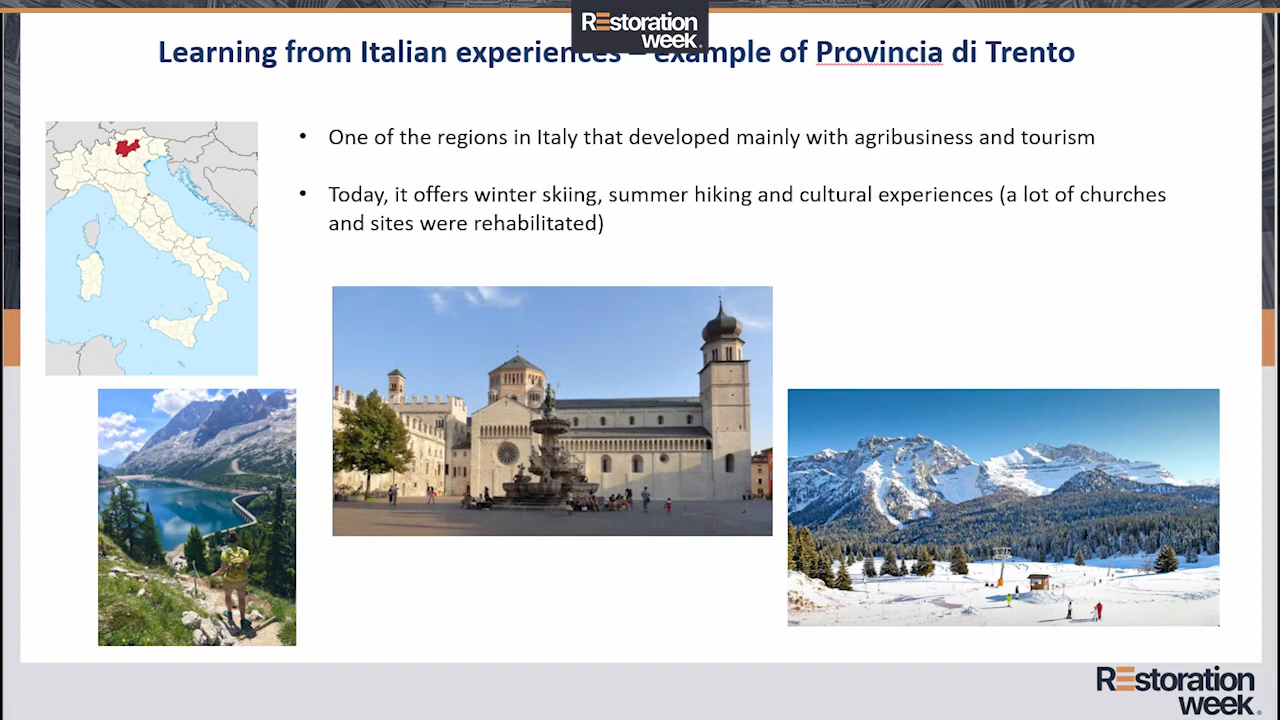 REstoration
week.
Learning from Italian experiences – example of Provincia di Trento
• One of the regions in Italy that developed mainly with agribusiness and tourism
• Today, it offers winter skiing, summer hiking and cultural experiences (a lot of churches
and sites were rehabilitated)
REstoration
week.